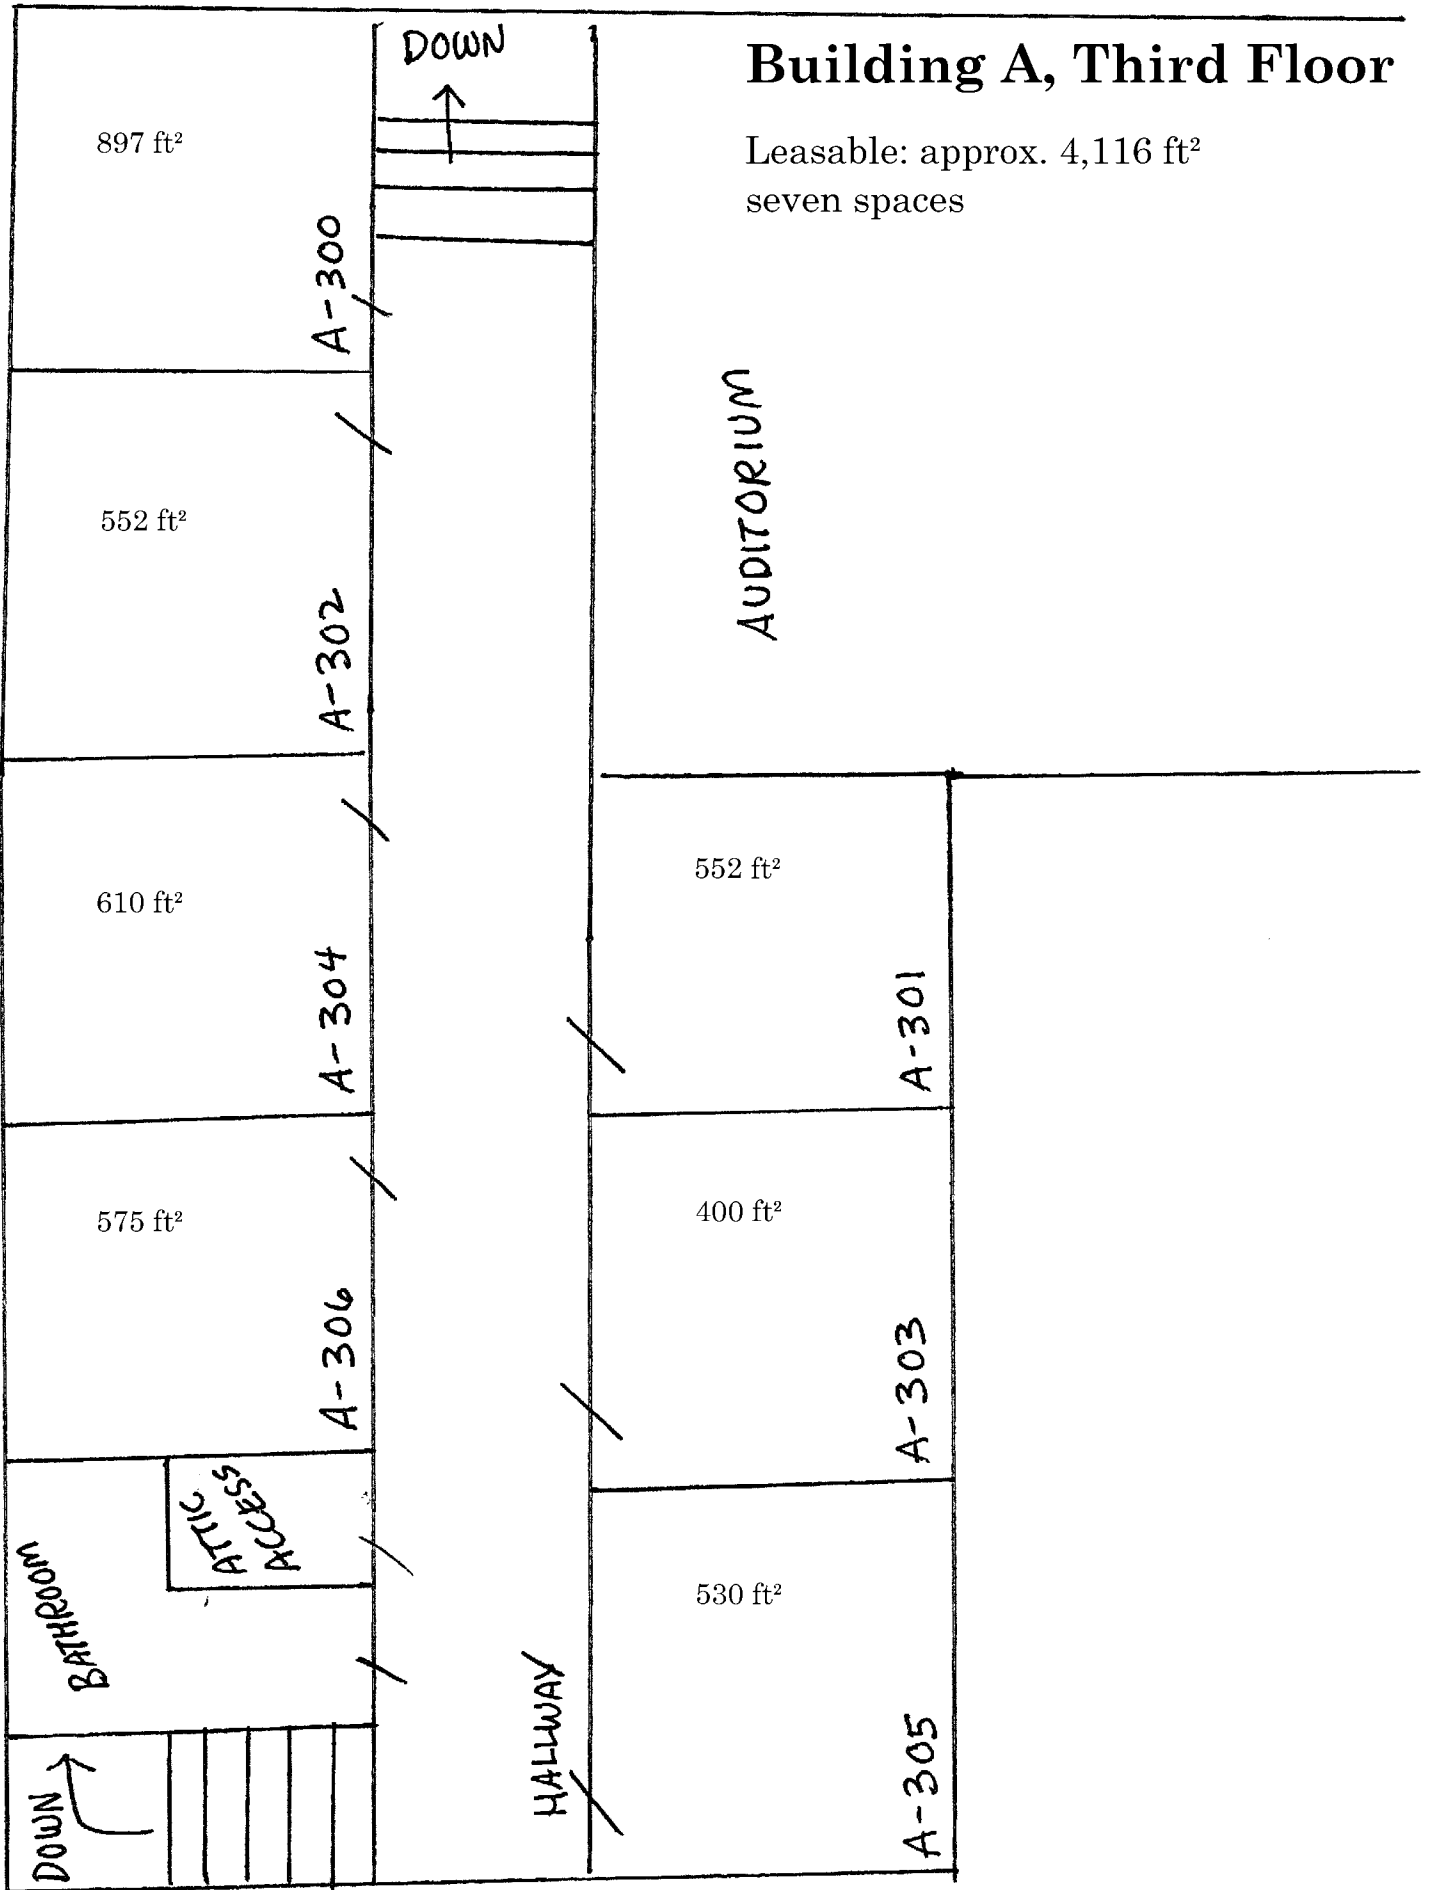 DOWN
Building A, Third Floor
Leasable: approx. 4,116 ft²
seven spaces
897 ft²
A-300
552 ft²
A-302
AUDITORIUM
610 ft²
A-304
552 ft²
A-301
575 ft²
A-306
400 ft²
A-303
ATTIC
ACCESS
BATHROOM
530 ft²
HALLWAY
A-305
DOWN